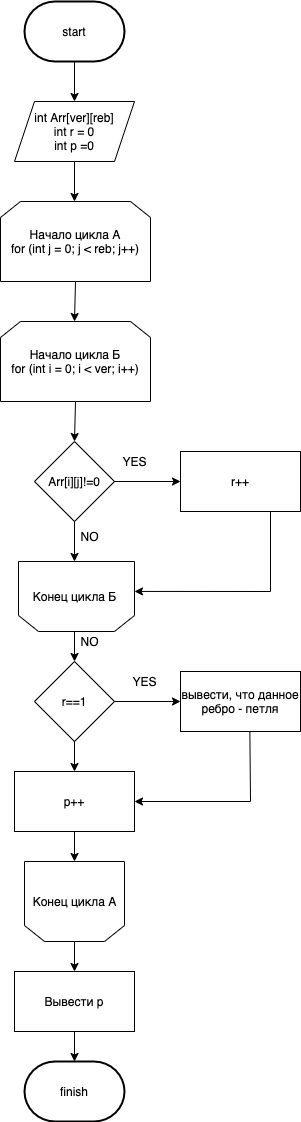 start
int Arr[ver][reb]
int r = 0
int p =0
Начало цикла А
for (int j = 0; j < reb; j++)
Начало цикла Б
for (int i = 0; i < ver; i++)
Arr[i][j]!=0
YES
r++
NO
Конец цикла Б
NO
r==1
YES
вывести, что данное
ребро - петля
p++
Конец цикла А
Вывести p
finish